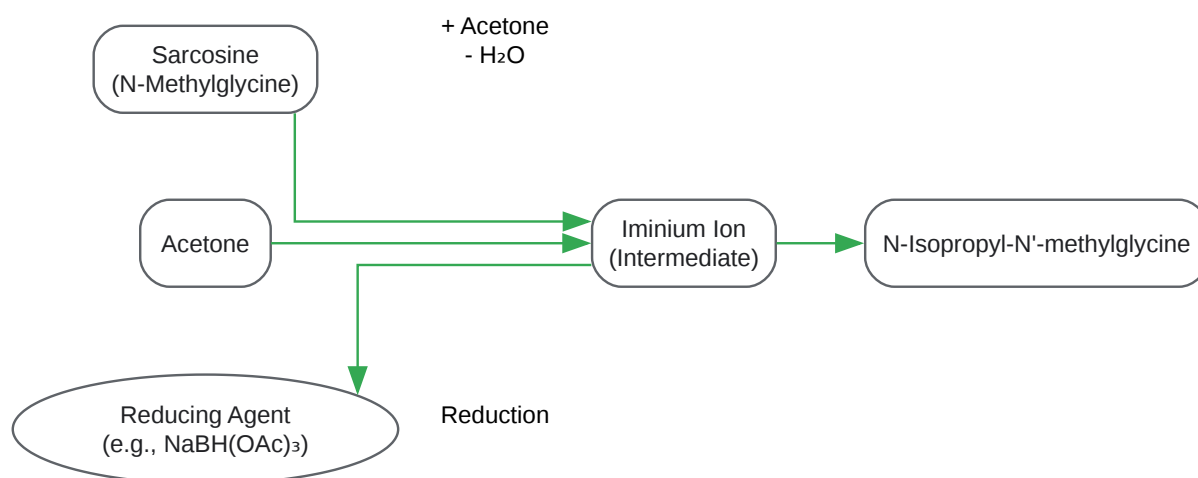 + Acetone
- H₂O
Sarcosine
(N-Methylglycine)
Acetone
Iminium Ion
(Intermediate)
N-Isopropyl-N'-methylglycine
Reducing Agent
(e.g., NaBH(OAc)₃)
Reduction